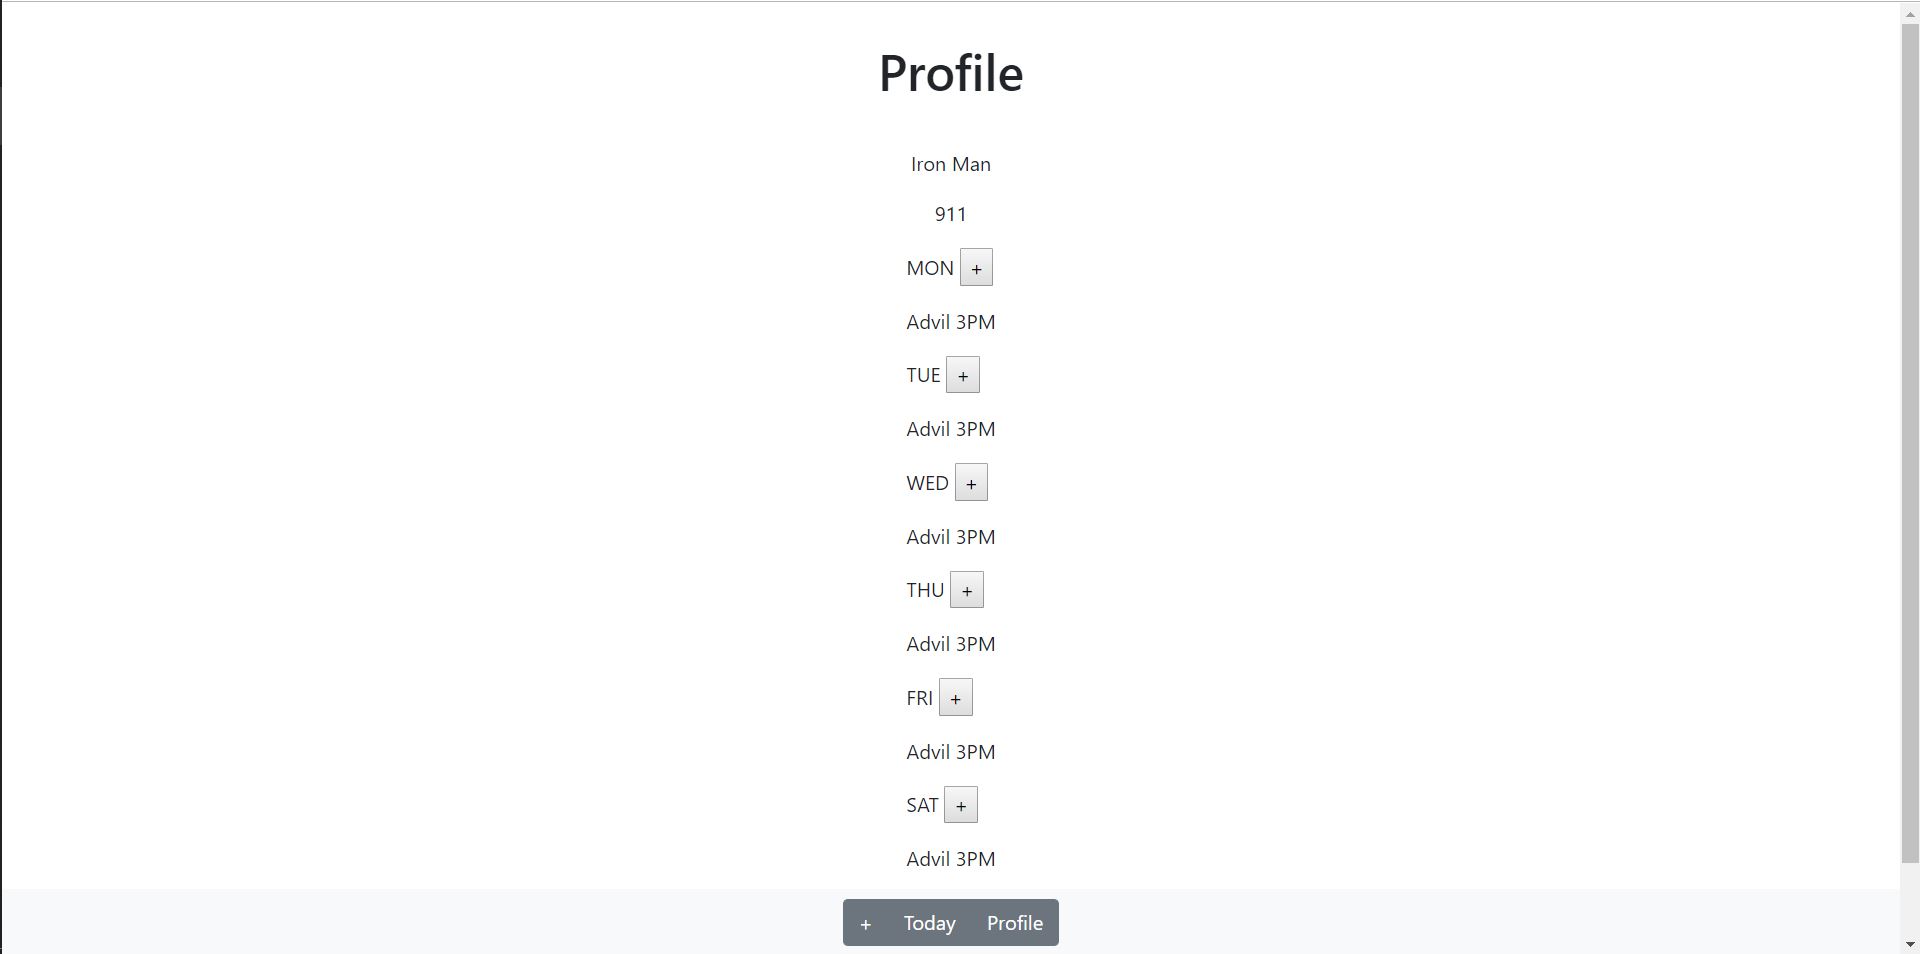 Profile
Iron Man
911
MON +
Advil 3PM
TUE +
Advil 3PM
WED +
Advil 3PM
THU +
Advil 3PM
FRI +
Advil 3PM
SAT +
Advil 3PM
+ Today Profile